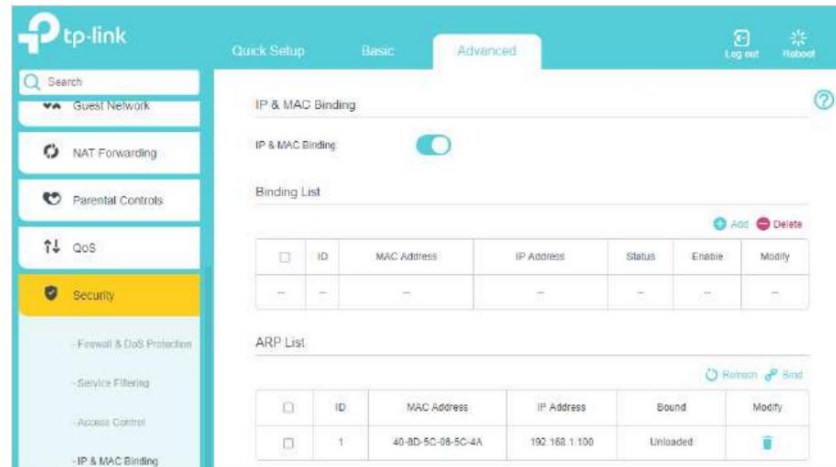 tp-link
Quick Setup Basic Advanced Log out Reboot
Search
Guest Network
NAT Forwarding
Parental Controls
QoS
Security
- Firewall & DoS Protection
- Service Filtering
- Access Control
- IP & MAC Binding
IP & MAC Binding
IP & MAC Binding:
Binding List
Add Delete
ID MAC Address IP Address Status Enable Modify
-- -- -- -- -- -- --
ARP List
Refresh Bind
ID MAC Address IP Address Bound Modify
1 40-8D-5C-06-5C-4A 192.168.1.100 Unloaded